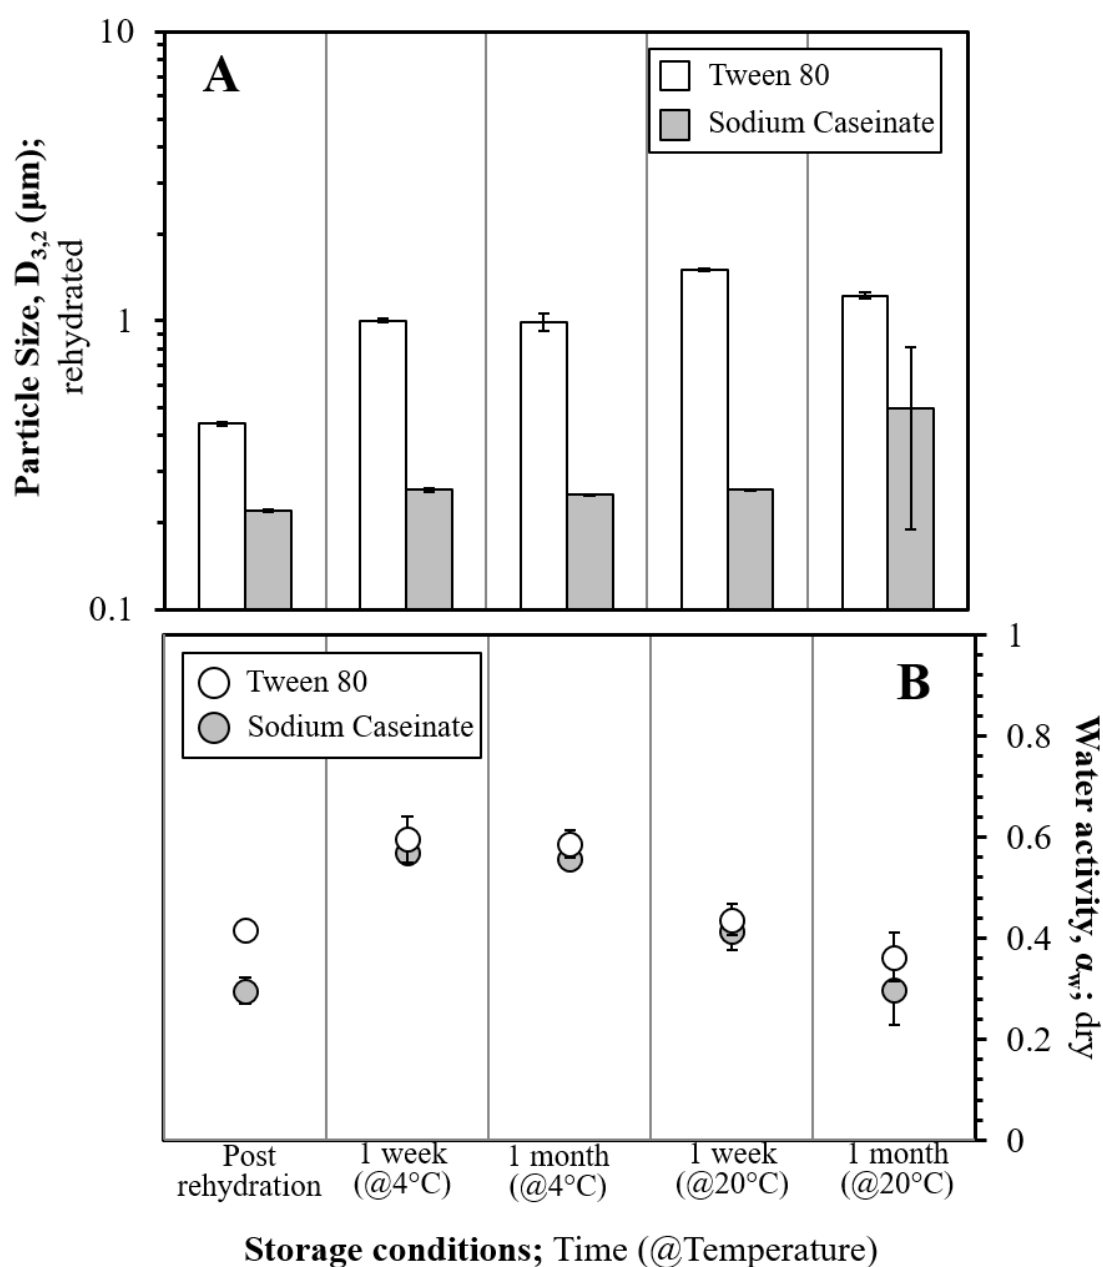 10
A
Tween 80
Sodium Caseinate
Particle Size, D3,2 (µm);
rehydrated
1
0.1
Tween 80
Sodium Caseinate
B
1
0.8
0.6
0.4
0.2
0
Water activity, αw; dry
Post
rehydration
1 week
(@4°C)
1 month
(@4°C)
1 week
(@20°C)
1 month
(@20°C)
Storage conditions; Time (@Temperature)